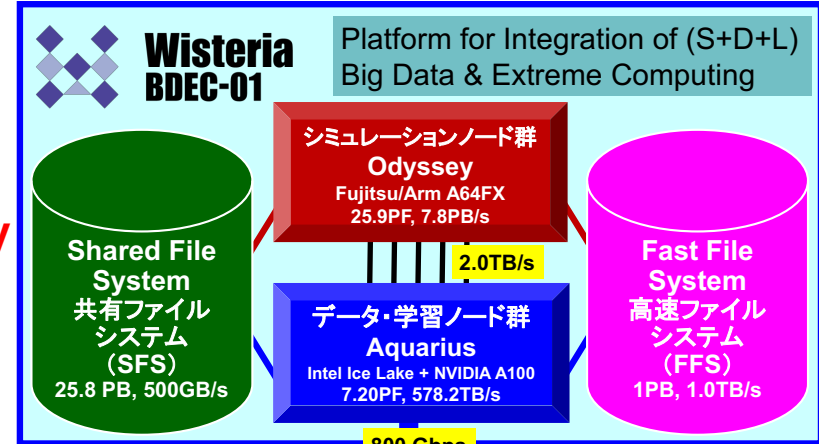 Wisteria
BDEC-01
Platform for Integration of (S+D+L)
Big Data & Extreme Computing
シミュレーションノード群
Odyssey
Fujitsu/Arm A64FX
25.9PF, 7.8PB/s
2.0TB/s
Shared File
System
共有ファイル
システム
(SFS)
25.8 PB, 500GB/s
データ・学習ノード群
Aquarius
Intel Ice Lake + NVIDIA A100
7.20PF, 578.2TB/s
Fast File
System
高速ファイル
システム
(FFS)
1PB, 1.0TB/s
800 Gbps